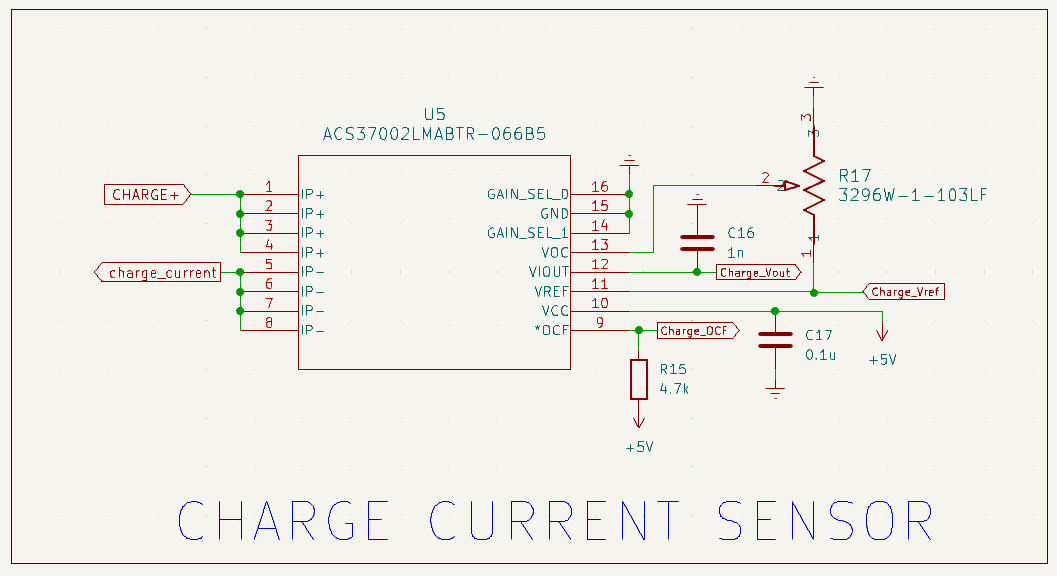 U5
ACS37002LMABTR-066B5
CHARGE+
charge_current
1 IP+
2 IP+
3 IP+
4 IP+
5 IP-
6 IP-
7 IP-
8 IP-
GAIN_SEL_0 16
GND 15
GAIN_SEL_1 14
VOC 13
VIOUT 12
VREF 11
VCC 10
*OCF 9
C16
1n
Charge_Vout
3
3
2
2
R17
3296W-1-103LF
1
1
Charge_Vref
Charge_OCF
R15
4.7k
+5V
C17
0.1u
+5V
CHARGE CURRENT SENSOR